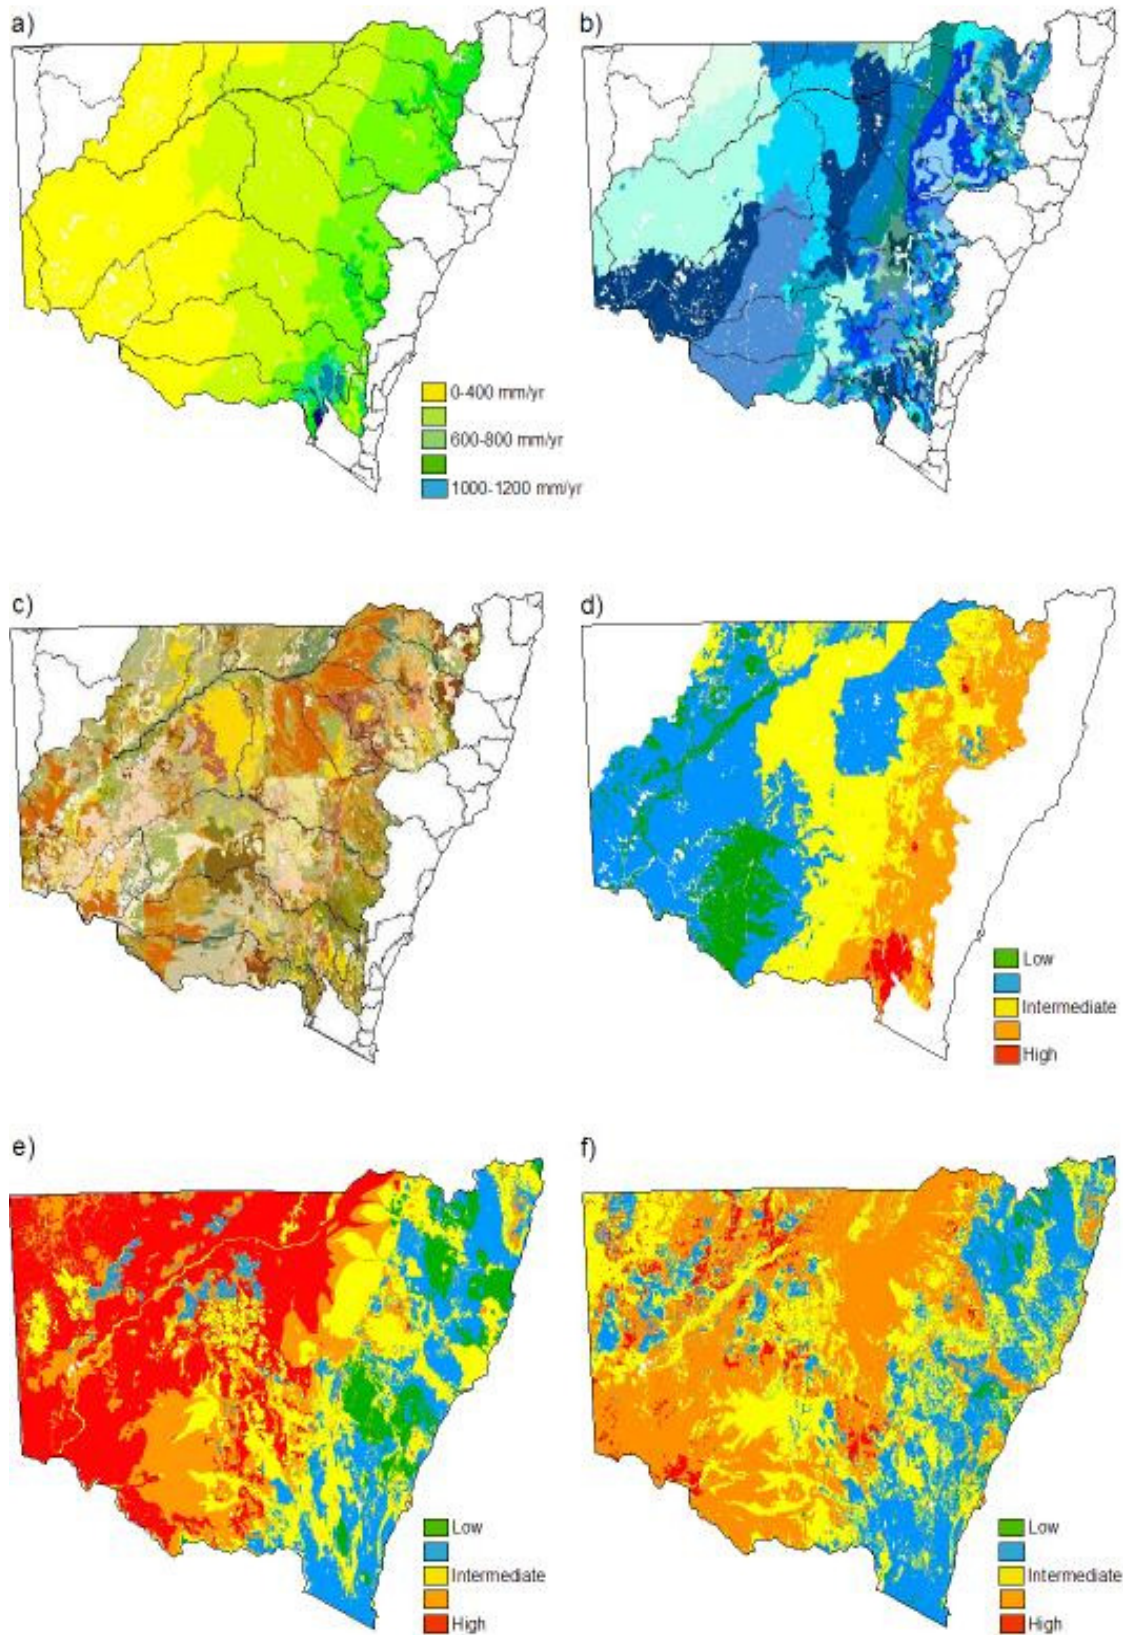 a)
b)
0-400 mm/yr
600-800 mm/yr
1000-1200 mm/yr
c)
d)
Low
Intermediate
High
e)
f)
Low
Intermediate
High
Low
Intermediate
High